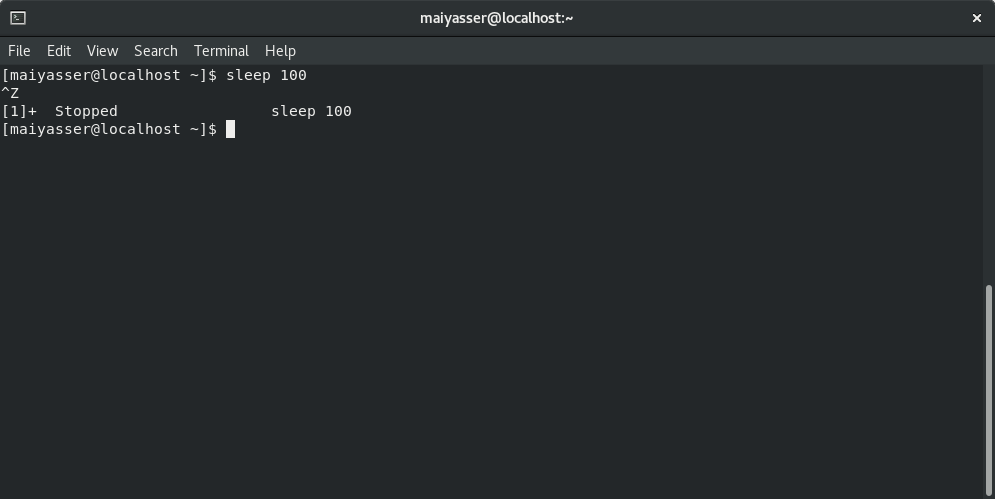 maiyasser@localhost:~
File Edit View Search Terminal Help
[maiyasser@localhost ~]$ sleep 100
^Z
[1]+  Stopped                 sleep 100
[maiyasser@localhost ~]$